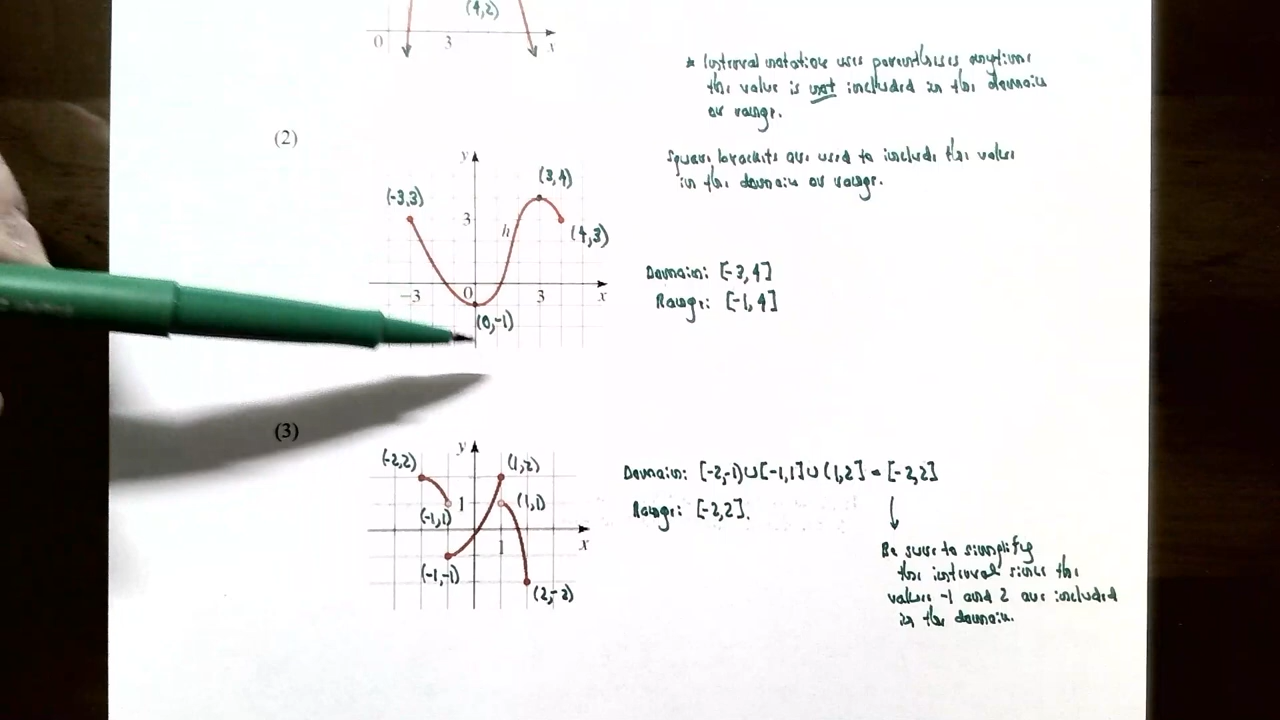 (4,2)
0 3 x
* Interval notation uses parentheses anytime
the value is not included in the domain
or range.
(2)
Square brackets are used to include the value
in the domain or range.
y
(3,4)
(-3,3)
3
h
(4,3)
Domain: [-3,4]
-3 0 3 x
Range: [-1,4]
(0,-1)
(3)
y
(-2,2) (1,2)
Domain: [-2,-1)∪[-1,1]∪(1,2] = [-2,2]
1 (1,1)
(-1,1)
Range: [-2,2].
1 x
(-1,-1)
(2,-2)
Be sure to simplify
the interval since the
values -1 and 2 are included
in the domain.